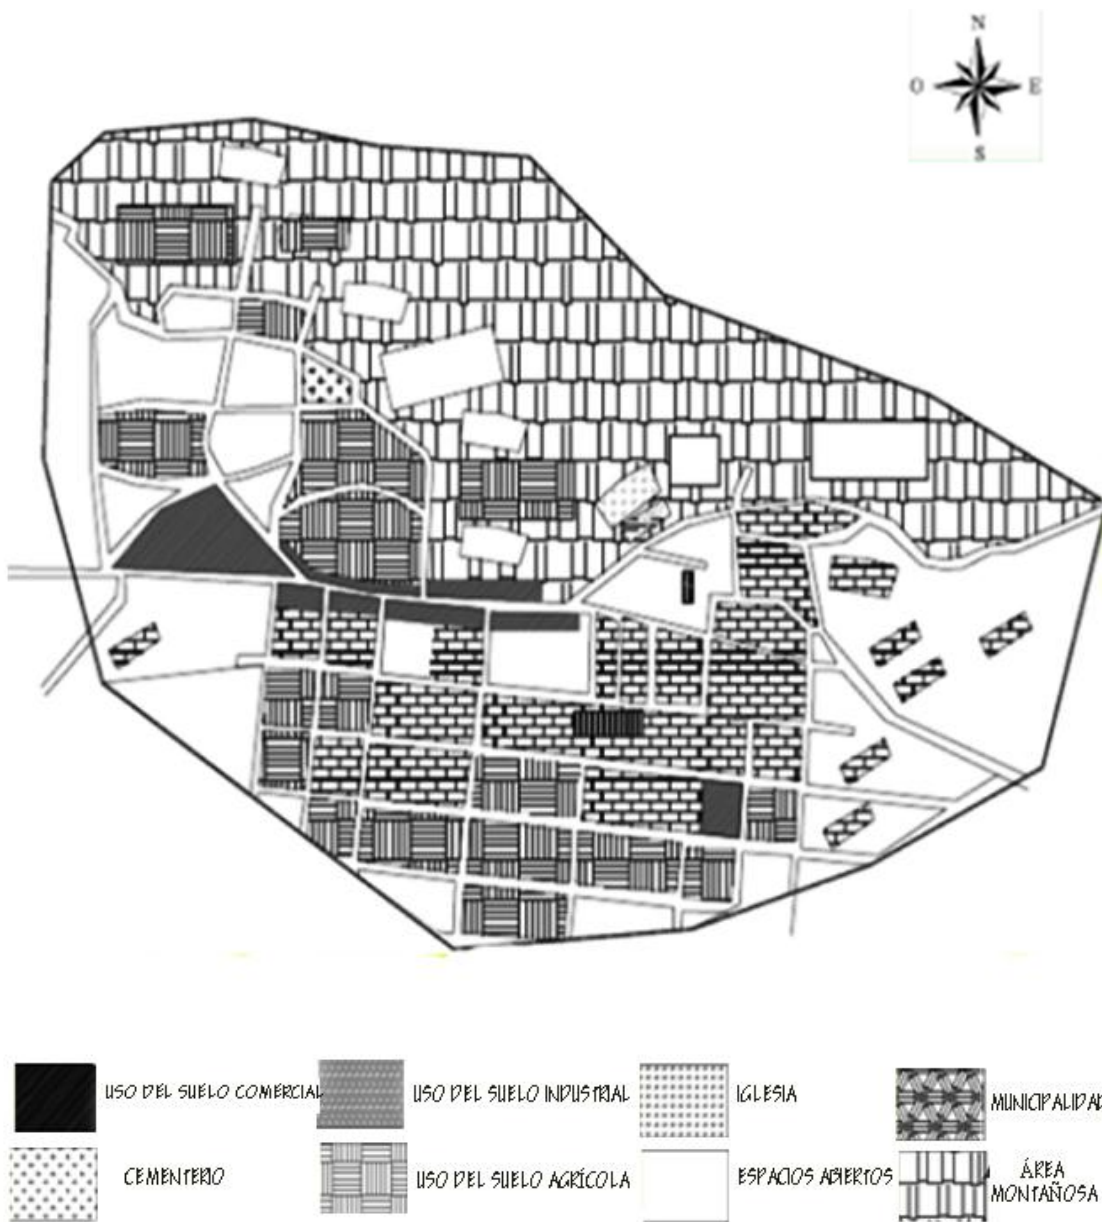 N
O E
S
USO DEL SUELO COMERCIAL
USO DEL SUELO INDUSTRIAL
IGLESIA
MUNICIPALIDAD
CEMENTERIO
USO DEL SUELO AGRÍCOLA
ESPACIOS ABIERTOS
ÁREA
MONTAÑOSA